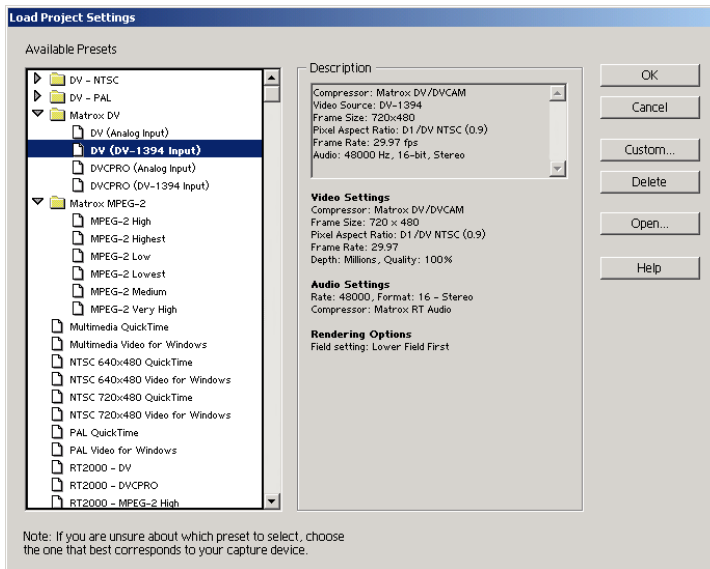 Load Project Settings
Available Presets
DV - NTSC
DV - PAL
Matrox DV
DV (Analog Input)
DV (DV-1394 Input)
DVCPRO (Analog Input)
DVCPRO (DV-1394 Input)
Matrox MPEG-2
MPEG-2 High
MPEG-2 Highest
MPEG-2 Low
MPEG-2 Lowest
MPEG-2 Medium
MPEG-2 Very High
Multimedia QuickTime
Multimedia Video for Windows
NTSC 640x480 QuickTime
NTSC 640x480 Video for Windows
NTSC 720x480 QuickTime
NTSC 720x480 Video for Windows
PAL QuickTime
PAL Video for Windows
RT2000 - DV
RT2000 - DVCPRO
RT2000 - MPEG-2 High
Description
Compressor: Matrox DV/DVCAM
Video Source: DV-1394
Frame Size: 720x480
Pixel Aspect Ratio: D1/DV NTSC (0.9)
Frame Rate: 29.97 fps
Audio: 48000 Hz, 16-bit, Stereo
Video Settings
Compressor: Matrox DV/DVCAM
Frame Size: 720 x 480
Pixel Aspect Ratio: D1/DV NTSC (0.9)
Frame Rate: 29.97
Depth: Millions, Quality: 100%
Audio Settings
Rate: 48000, Format: 16 - Stereo
Compressor: Matrox RT Audio
Rendering Options
Field setting: Lower Field First
OK
Cancel
Custom...
Delete
Open...
Help
Note: If you are unsure about which preset to select, choose
the one that best corresponds to your capture device.